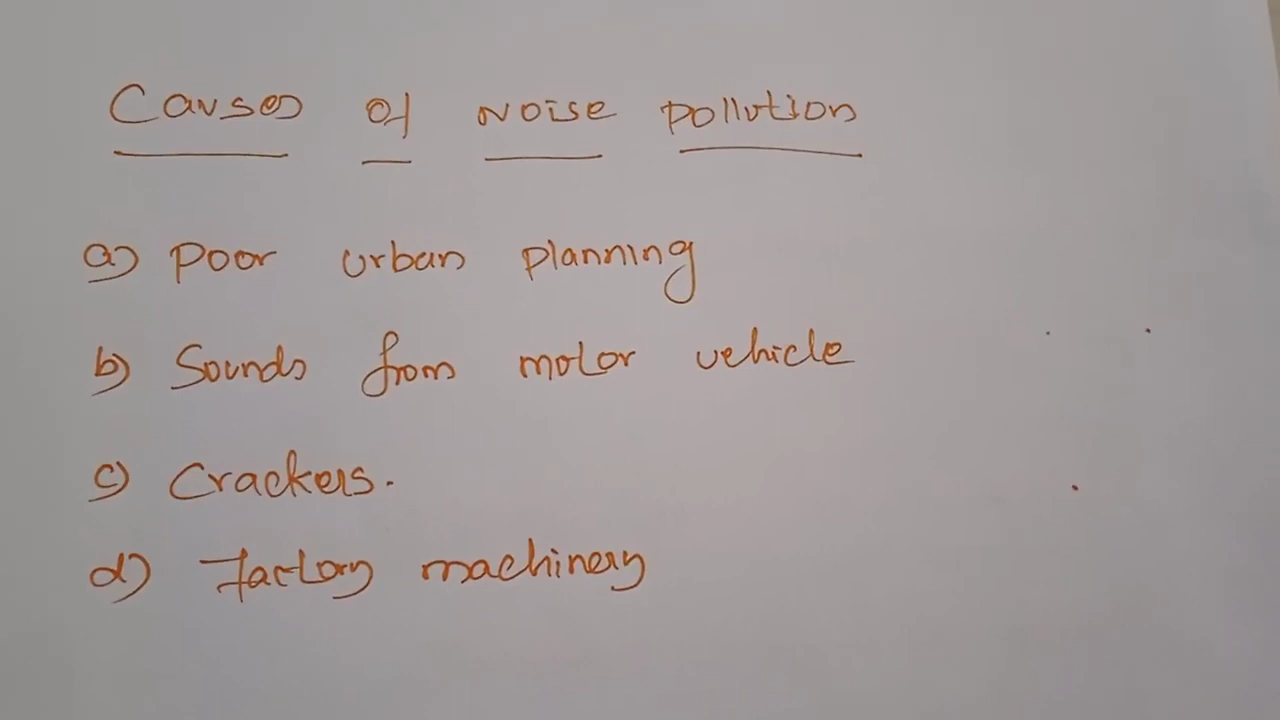 Causes of Noise Pollution
a) Poor urban planning
b) Sounds from motor vehicle
c) Crackers.
d) Factory machinery